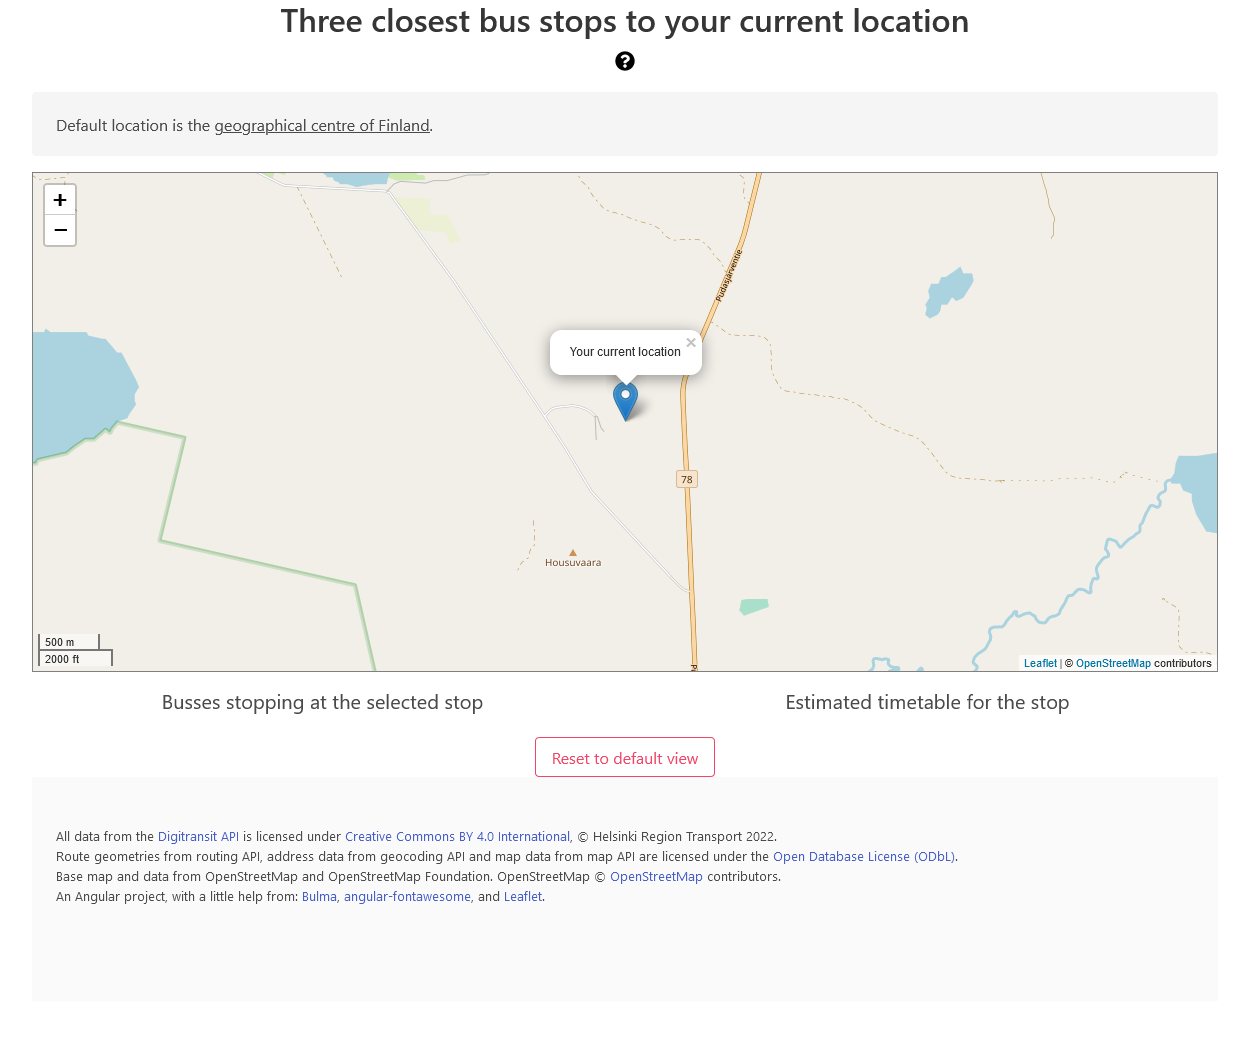 Three closest bus stops to your current location
?
Default location is the geographical centre of Finland.
+
−
Pudasjärventie
Your current location ×
78
Housuvaara
500 m
2000 ft
Leaflet | © OpenStreetMap contributors
Busses stopping at the selected stop
Estimated timetable for the stop
Reset to default view
All data from the Digitransit API is licensed under Creative Commons BY 4.0 International, © Helsinki Region Transport 2022.
Route geometries from routing API, address data from geocoding API and map data from map API are licensed under the Open Database License (ODbL).
Base map and data from OpenStreetMap and OpenStreetMap Foundation. OpenStreetMap © OpenStreetMap contributors.
An Angular project, with a little help from: Bulma, angular-fontawesome, and Leaflet.